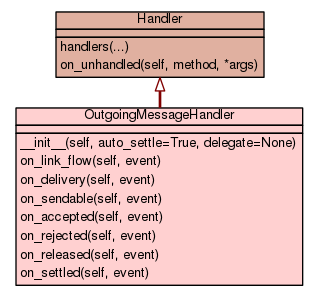 Handler
handlers(...)
on_unhandled(self, method, *args)
OutgoingMessageHandler
__init__(self, auto_settle=True, delegate=None)
on_link_flow(self, event)
on_delivery(self, event)
on_sendable(self, event)
on_accepted(self, event)
on_rejected(self, event)
on_released(self, event)
on_settled(self, event)